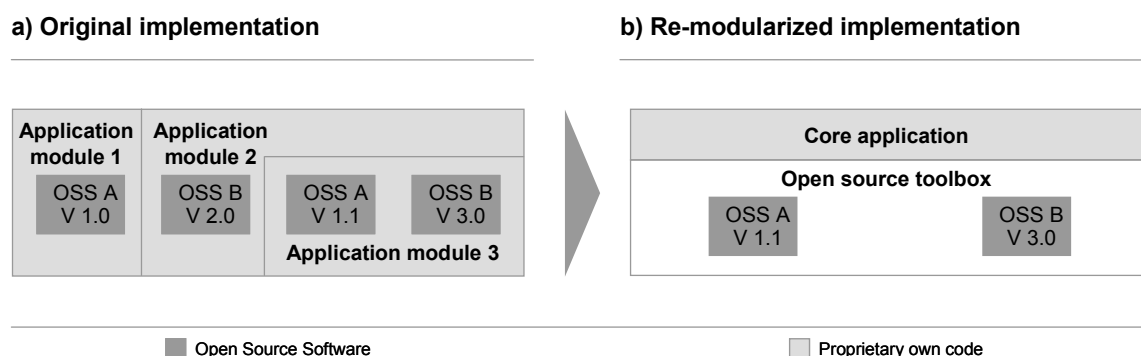 a) Original implementation
b) Re-modularized implementation
Application
module 1
OSS A
V 1.0
Application
module 2
OSS B
V 2.0
OSS A
V 1.1
OSS B
V 3.0
Application module 3
Core application
Open source toolbox
OSS A
V 1.1
OSS B
V 3.0
Open Source Software
Proprietary own code